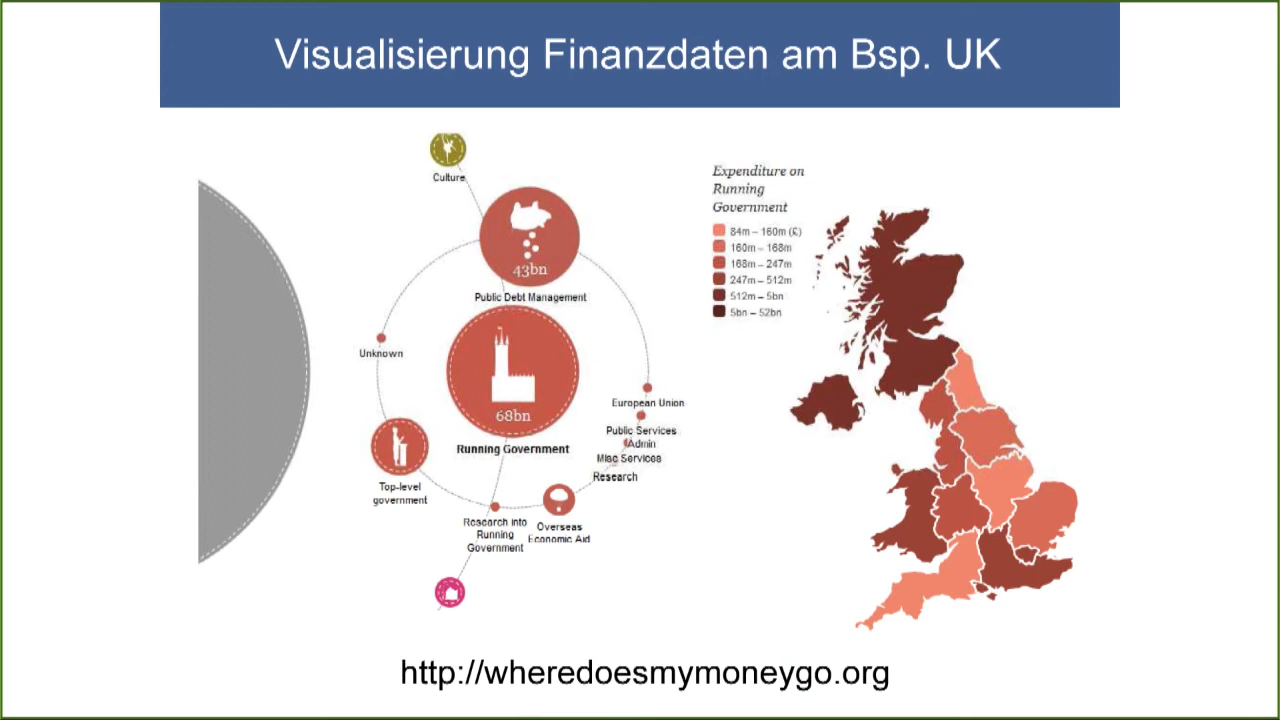 Visualisierung Finanzdaten am Bsp. UK
Culture
43bn
Public Debt Management
Unknown
68bn
Running Government
European Union
Public Services
Admin
Misc Services
Research
Top-level
government
Research into
Running
Government
Overseas
Economic Aid
Expenditure on
Running
Government
84m – 160m (£)
160m – 168m
168m – 247m
247m – 512m
512m – 5bn
5bn – 52bn
http://wheredoesmymoneygo.org